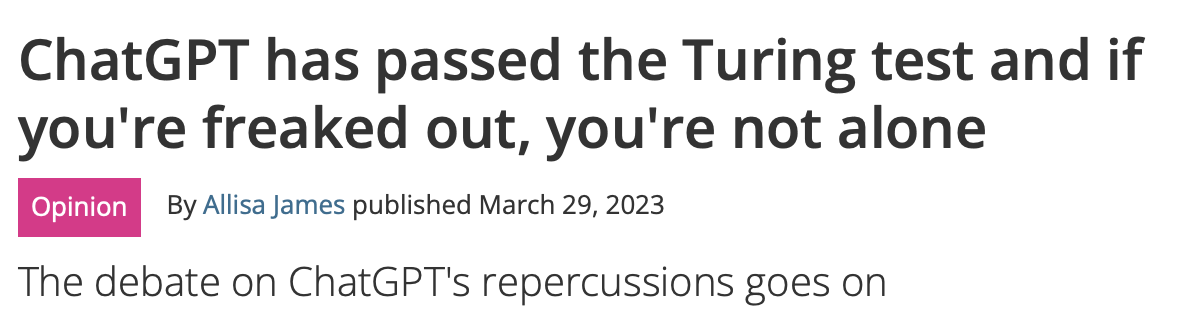 ChatGPT has passed the Turing test and if
you're freaked out, you're not alone
Opinion By Allisa James published March 29, 2023
The debate on ChatGPT's repercussions goes on